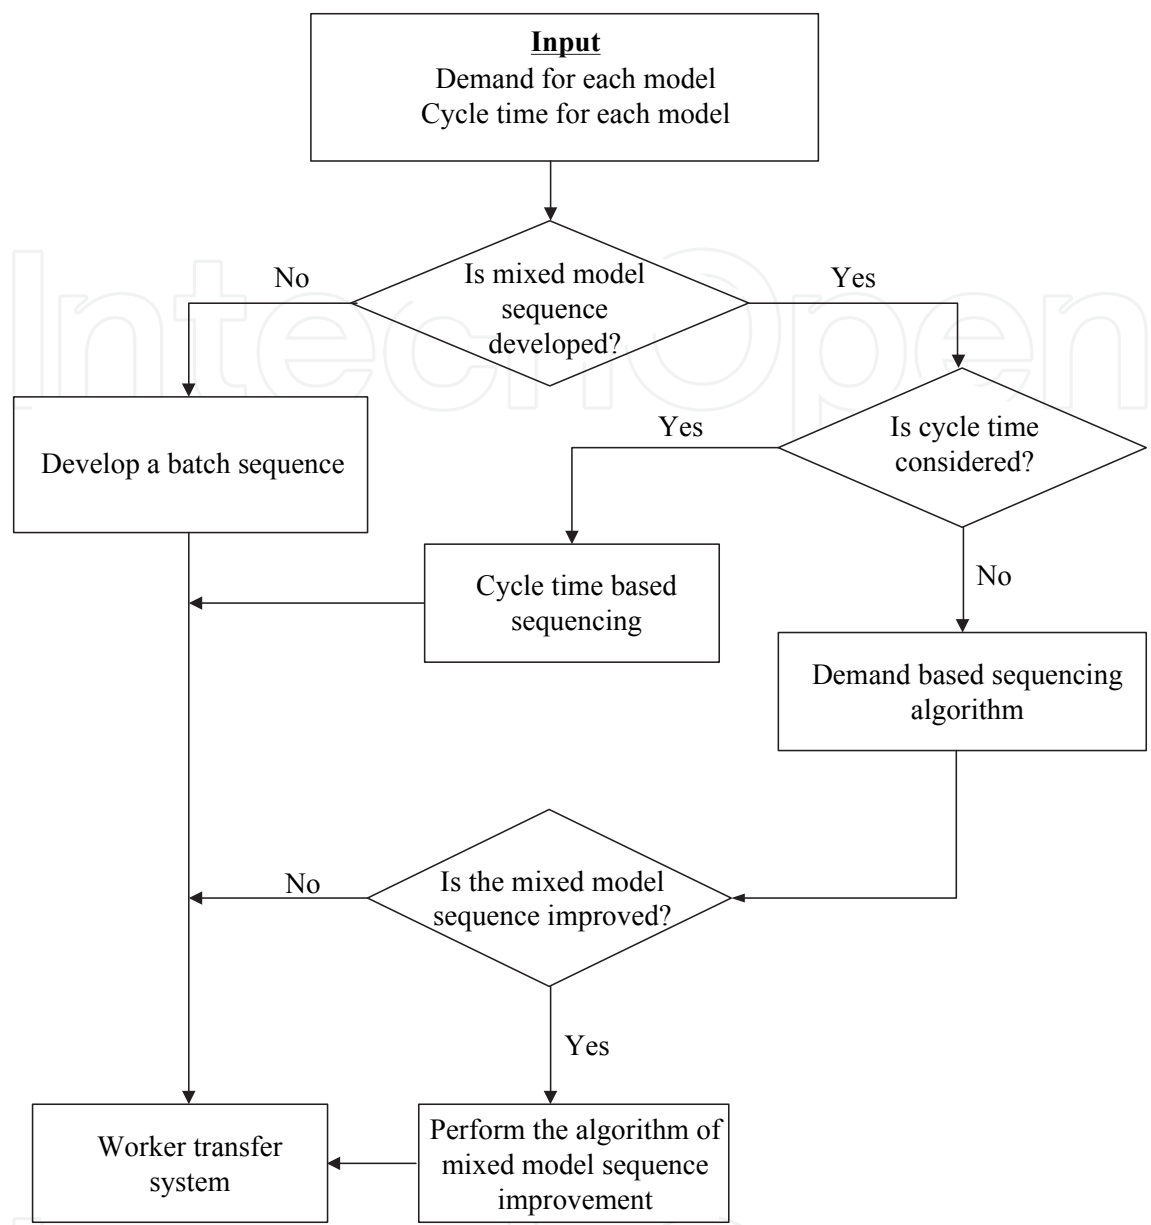 Input
Demand for each model
Cycle time for each model
No
Is mixed model
sequence
developed?
Yes
IntechOpen
Develop a batch sequence
Yes
Is cycle time
considered?
Cycle time based
sequencing
No
Demand based sequencing
algorithm
No
Is the mixed model
sequence improved?
Yes
Worker transfer
system
Perform the algorithm of
mixed model sequence
improvement